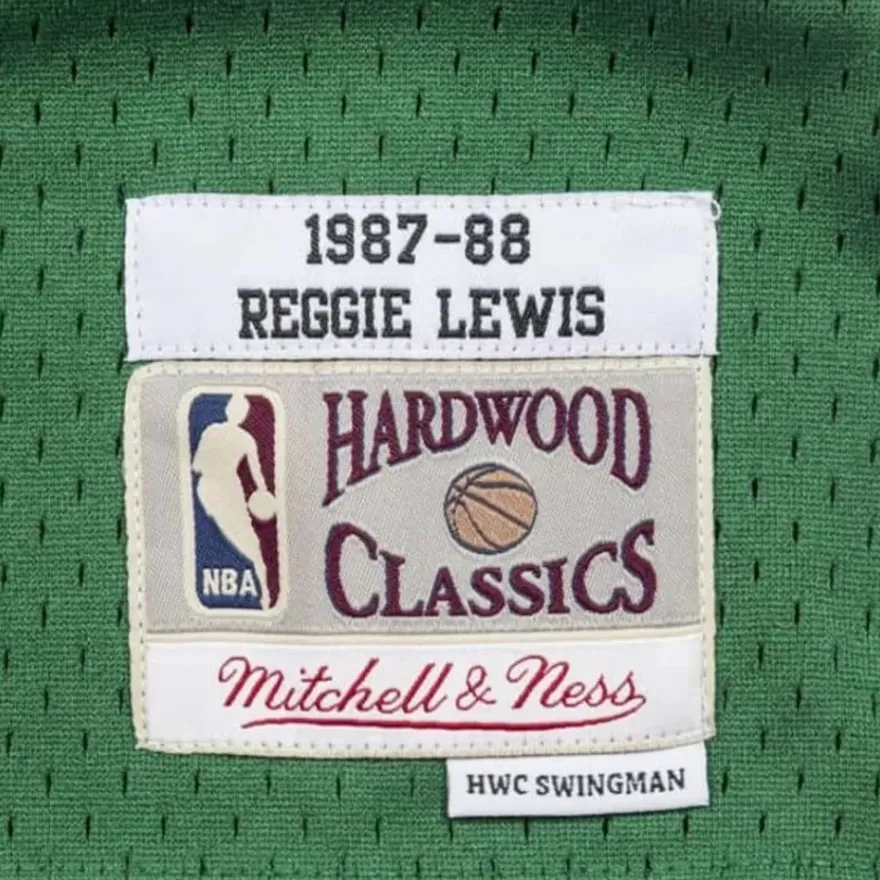 1987-88
REGGIE LEWIS
HARDWOOD
CLASSICS
NBA
Mitchell & Ness
HWC SWINGMAN